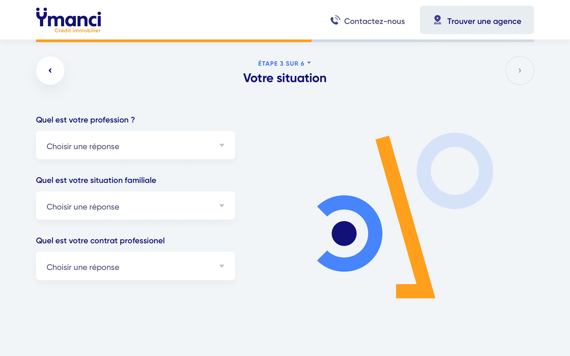 Ymanci
Crédit immobilier
Contactez-nous
Trouver une agence
ÉTAPE 3 SUR 6
Votre situation
Quel est votre profession ?
Choisir une réponse
Quel est votre situation familiale
Choisir une réponse
Quel est votre contrat professionel
Choisir une réponse